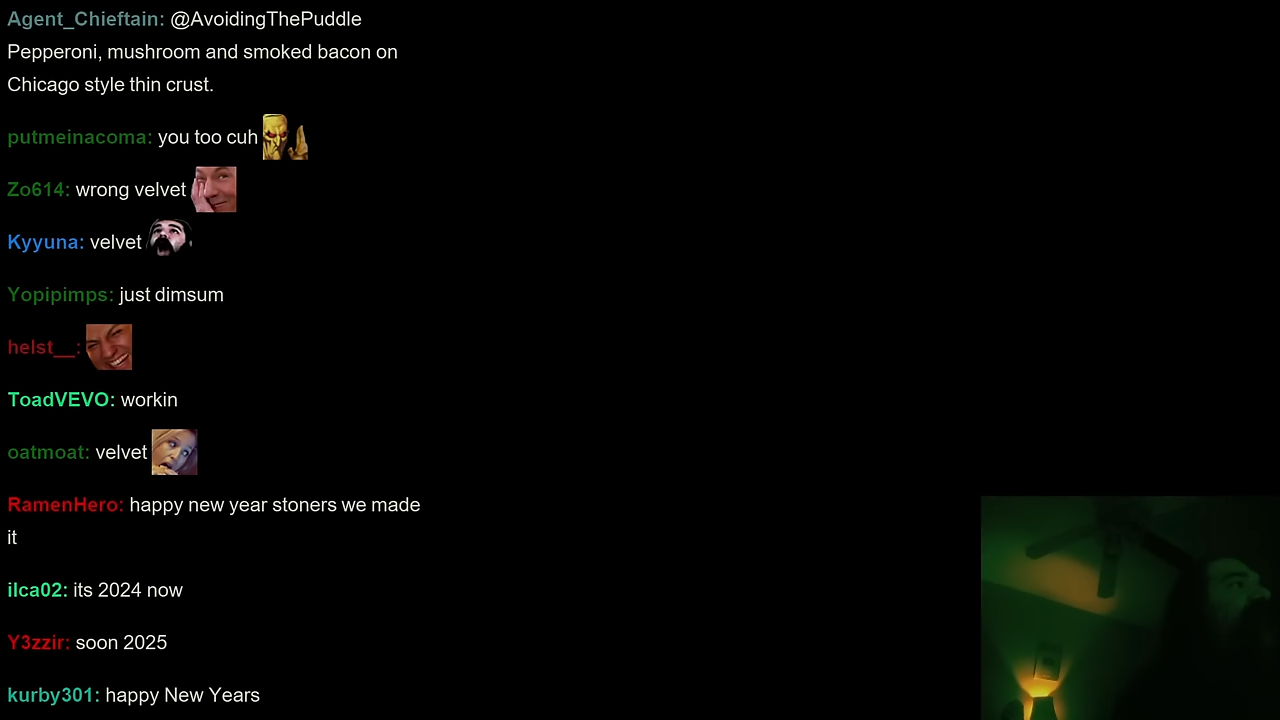 Agent_Chieftain: @AvoidingThePuddle
Pepperoni, mushroom and smoked bacon on
Chicago style thin crust.
putmeinacoma: you too cuh
Zo614: wrong velvet
Kyyuna: velvet
Yopipimps: just dimsum
helst__:
ToadVEVO: workin
oatmoat: velvet
RamenHero: happy new year stoners we made
it
ilca02: its 2024 now
Y3zzir: soon 2025
kurby301: happy New Years